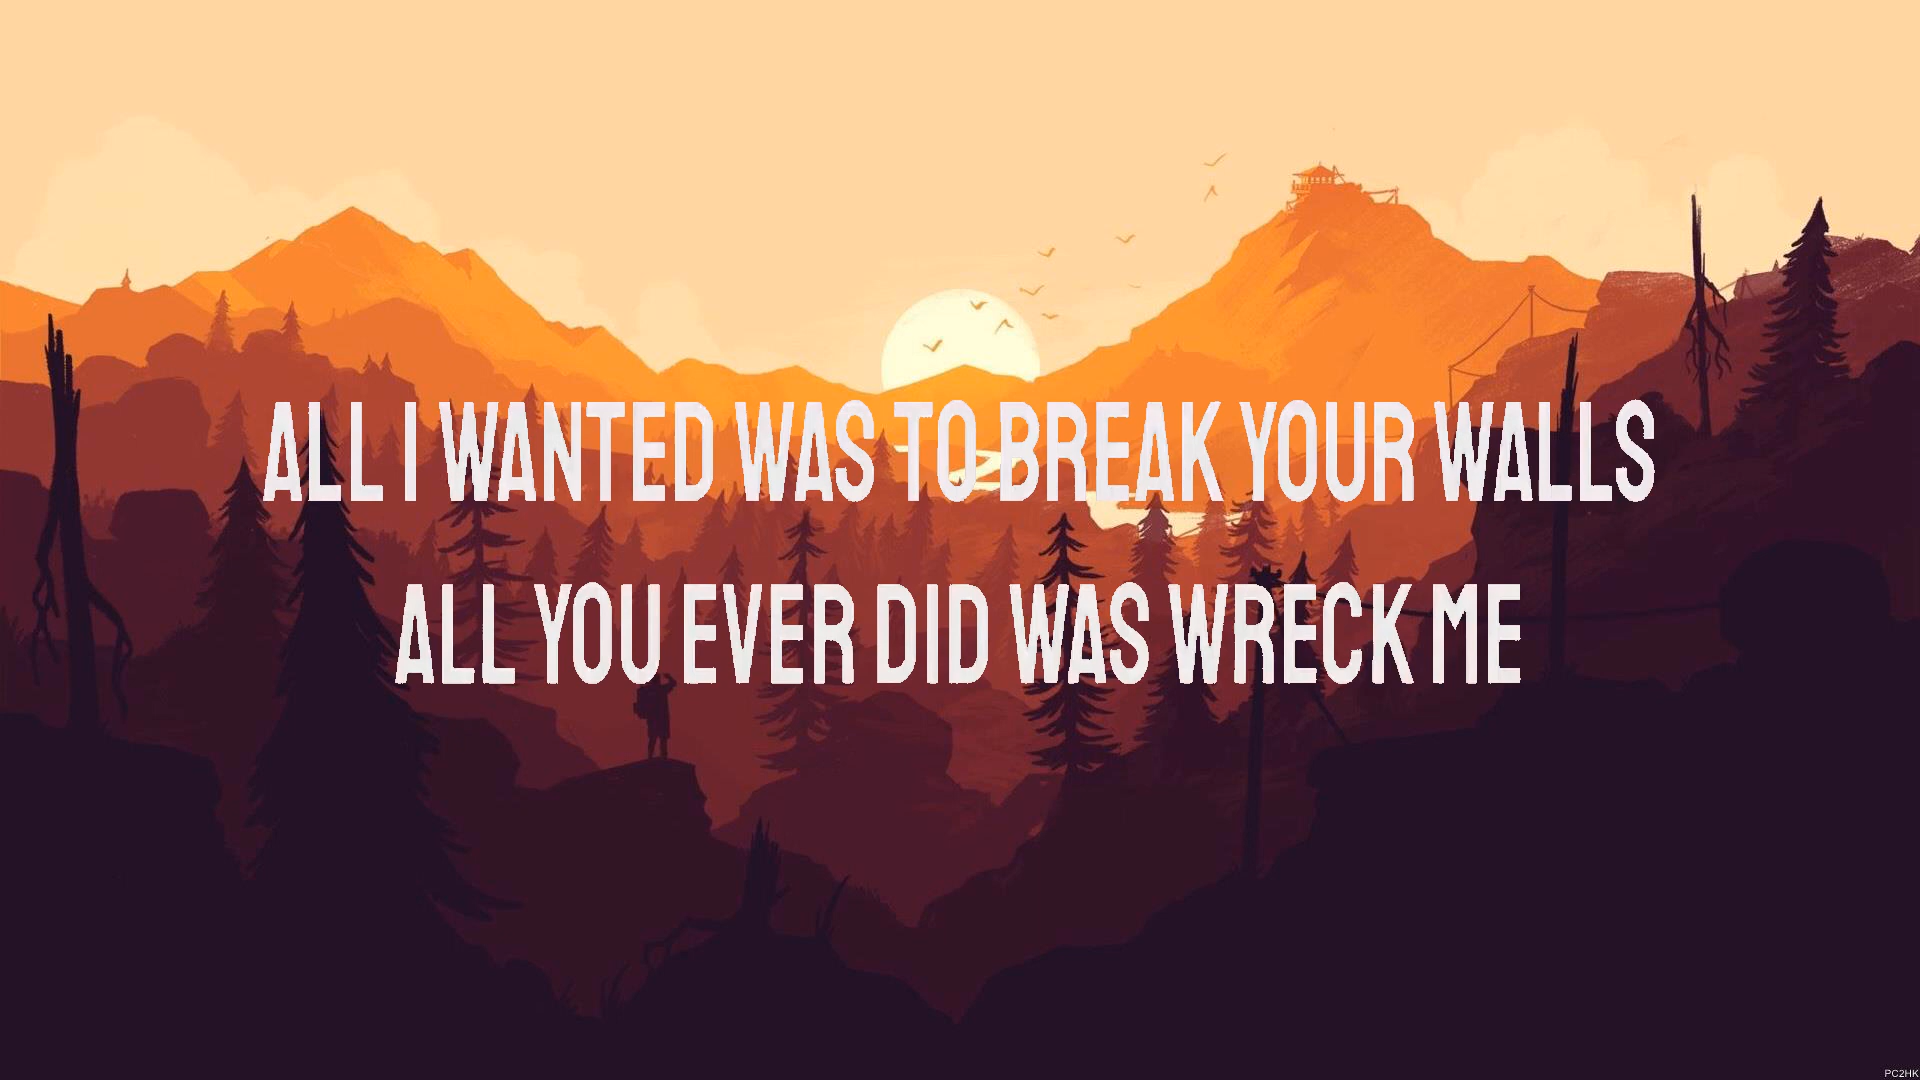 ALL I WANTED WAS TO BREAK YOUR WALLS
ALL YOU EVER DID WAS WRECK ME
PC2HK